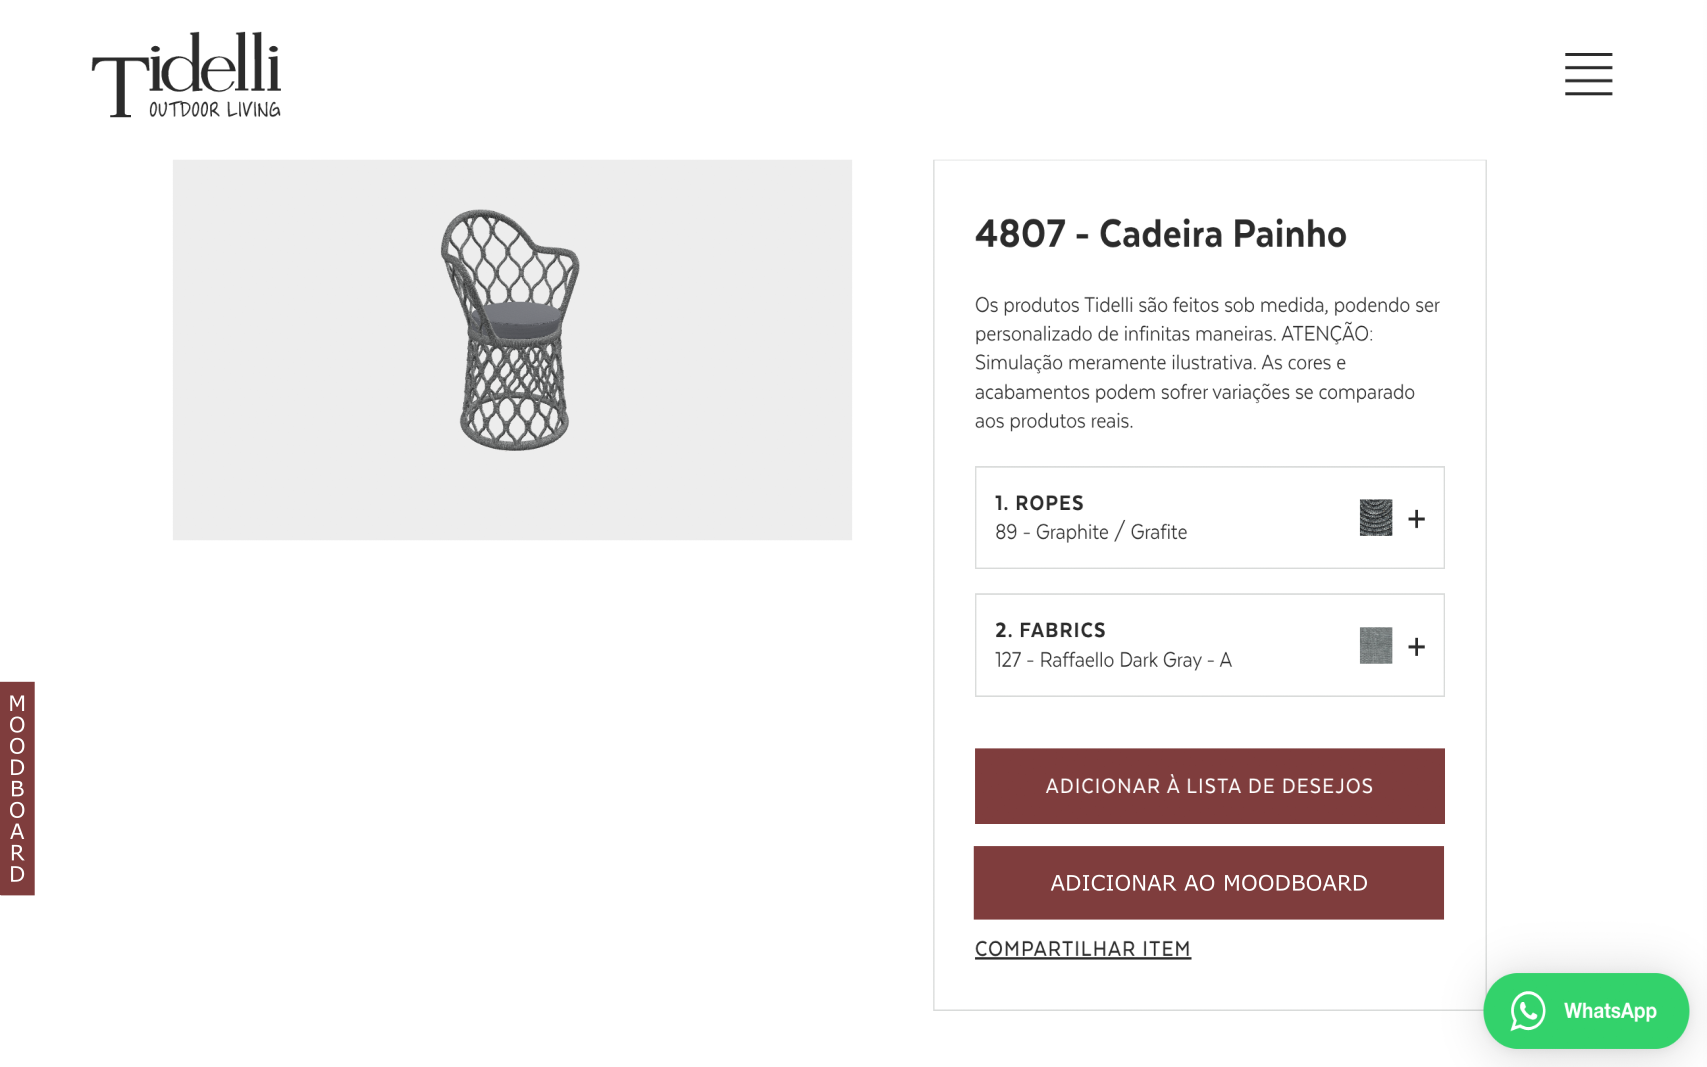 Tidelli
OUTDOOR LIVING
4807 - Cadeira Painho
Os produtos Tidelli são feitos sob medida, podendo ser
personalizado de infinitas maneiras. ATENÇÃO:
Simulação meramente ilustrativa. As cores e
acabamentos podem sofrer variações se comparado
aos produtos reais.
1. ROPES
89 - Graphite / Grafite
+
2. FABRICS
127 - Raffaello Dark Gray - A
+
ADICIONAR À LISTA DE DESEJOS
ADICIONAR AO MOODBOARD
COMPARTILHAR ITEM
MOODBOARD
WhatsApp